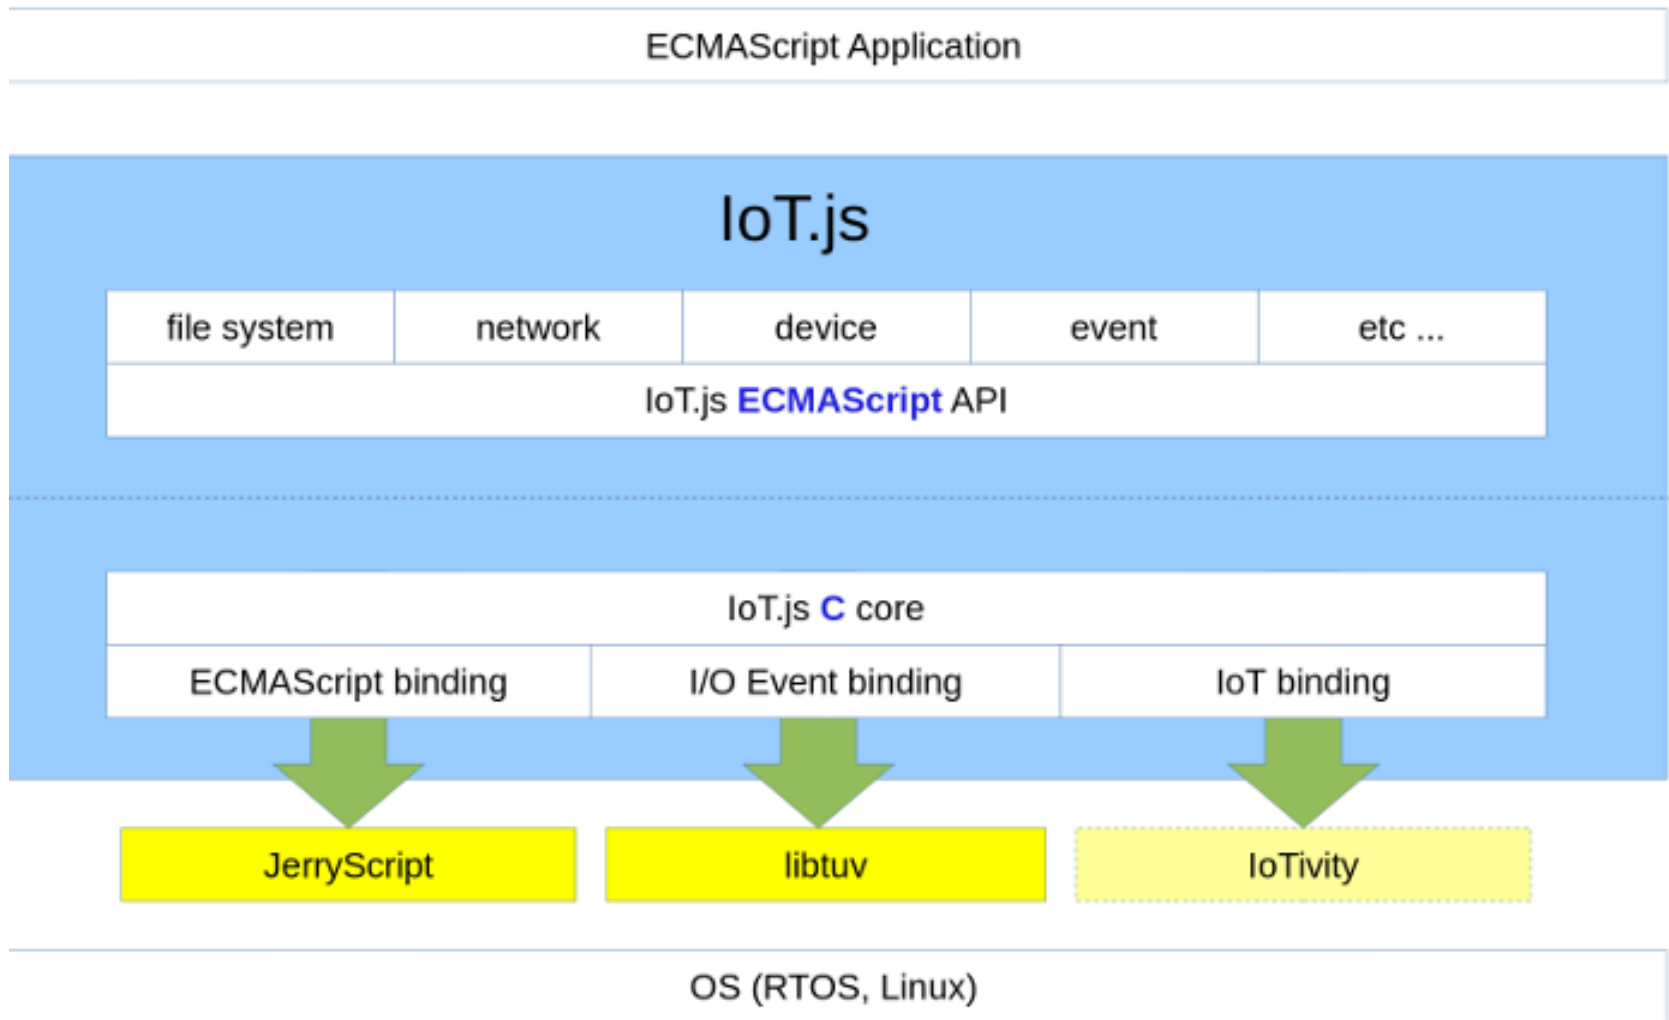 ECMAScript Application
IoT.js
file system network device event etc ...
IoT.js ECMAScript API
IoT.js C core
ECMAScript binding I/O Event binding IoT binding
JerryScript libtuv IoTivity
OS (RTOS, Linux)